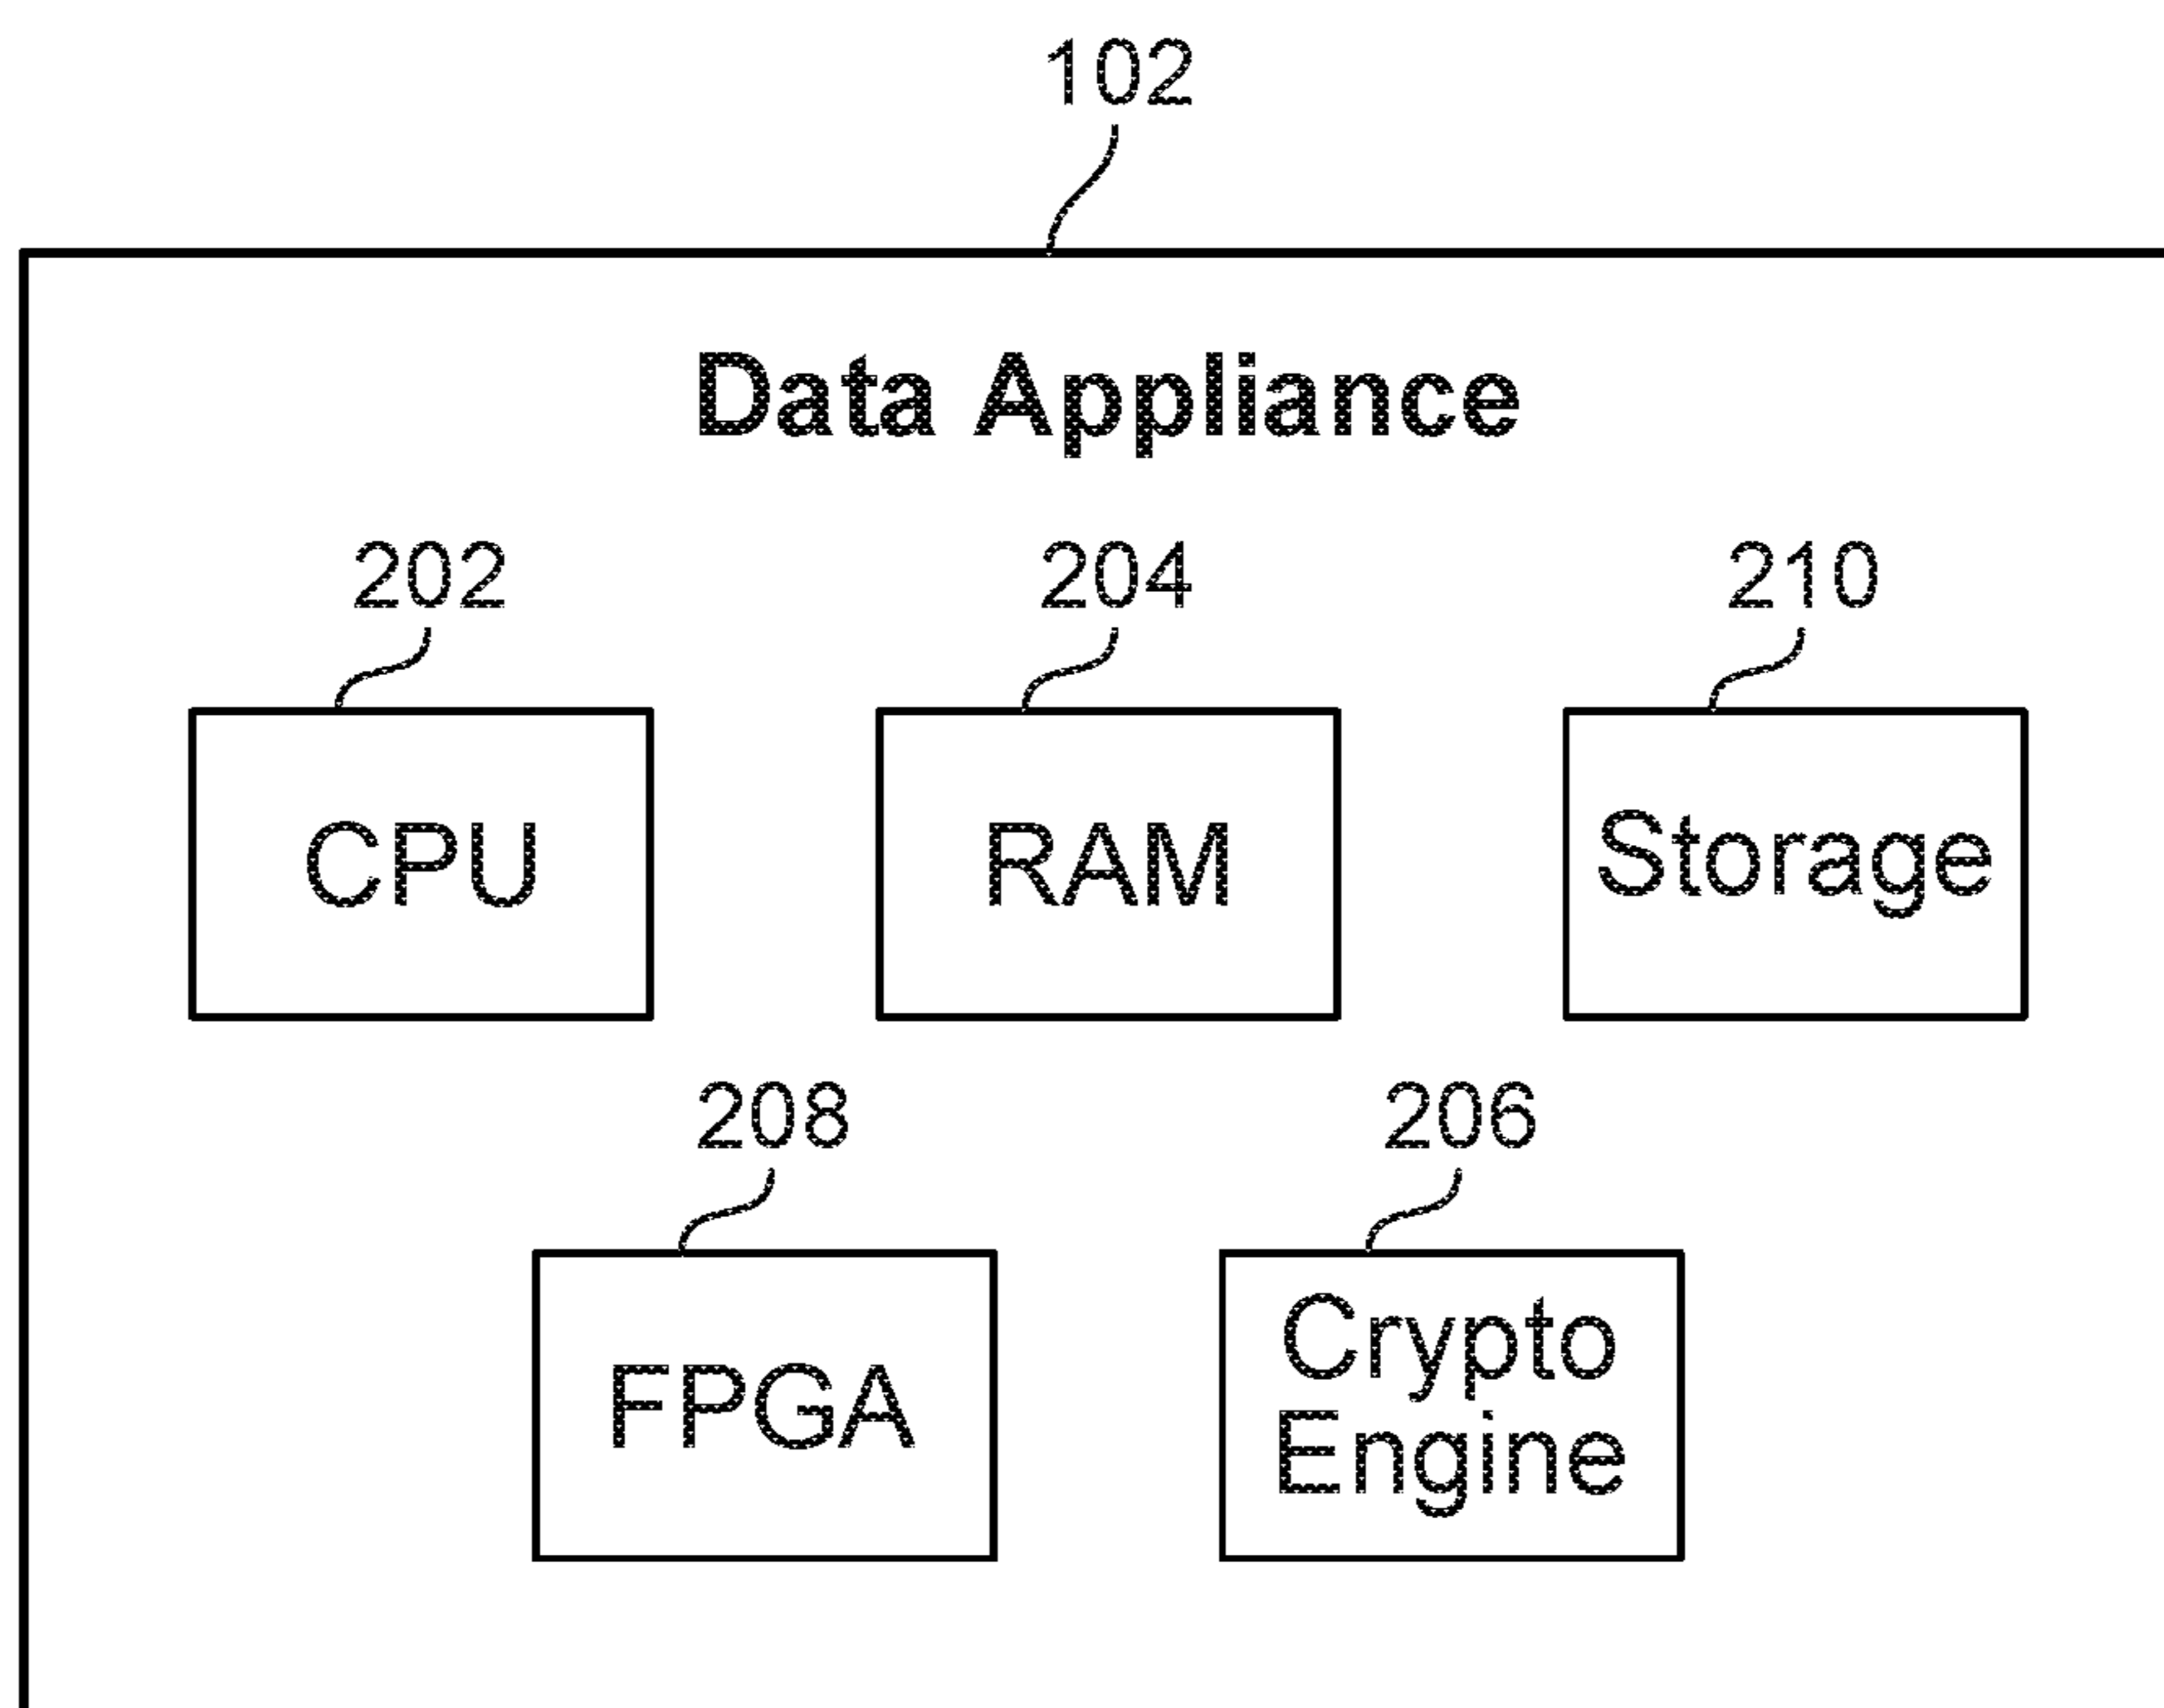 102
Data Appliance
202
204
210
CPU
RAM
Storage
208
206
FPGA
Crypto
Engine